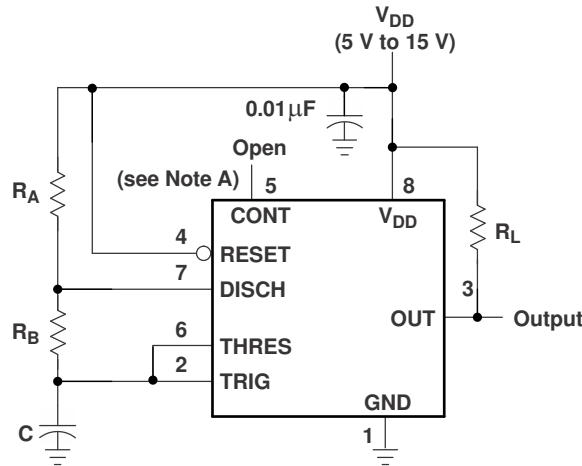 VDD
(5 V to 15 V)
0.01µF
Open
(see Note A)
5
8
CONT
VDD
RA
RL
4
RESET
7
DISCH
3
RB
6
OUT
Output
THRES
2
TRIG
GND
C
1